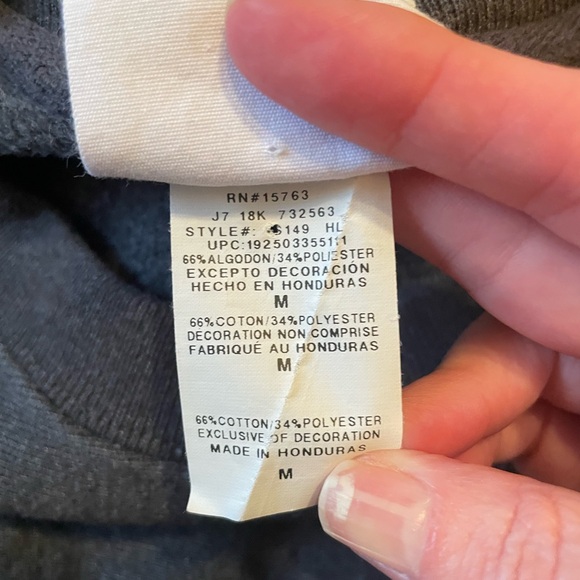 RN#15763
J7 18K 732563
STYLE#: S149 HL
UPC:192503355111
66%ALGODON/34%POLIESTER
EXCEPTO DECORACIÓN
HECHO EN HONDURAS
M
66%COTON/34%POLYESTER
DECORATION NON COMPRISE
FABRIQUÉ AU HONDURAS
M
66%COTTON/34%POLYESTER
EXCLUSIVE OF DECORATION
MADE IN HONDURAS
M